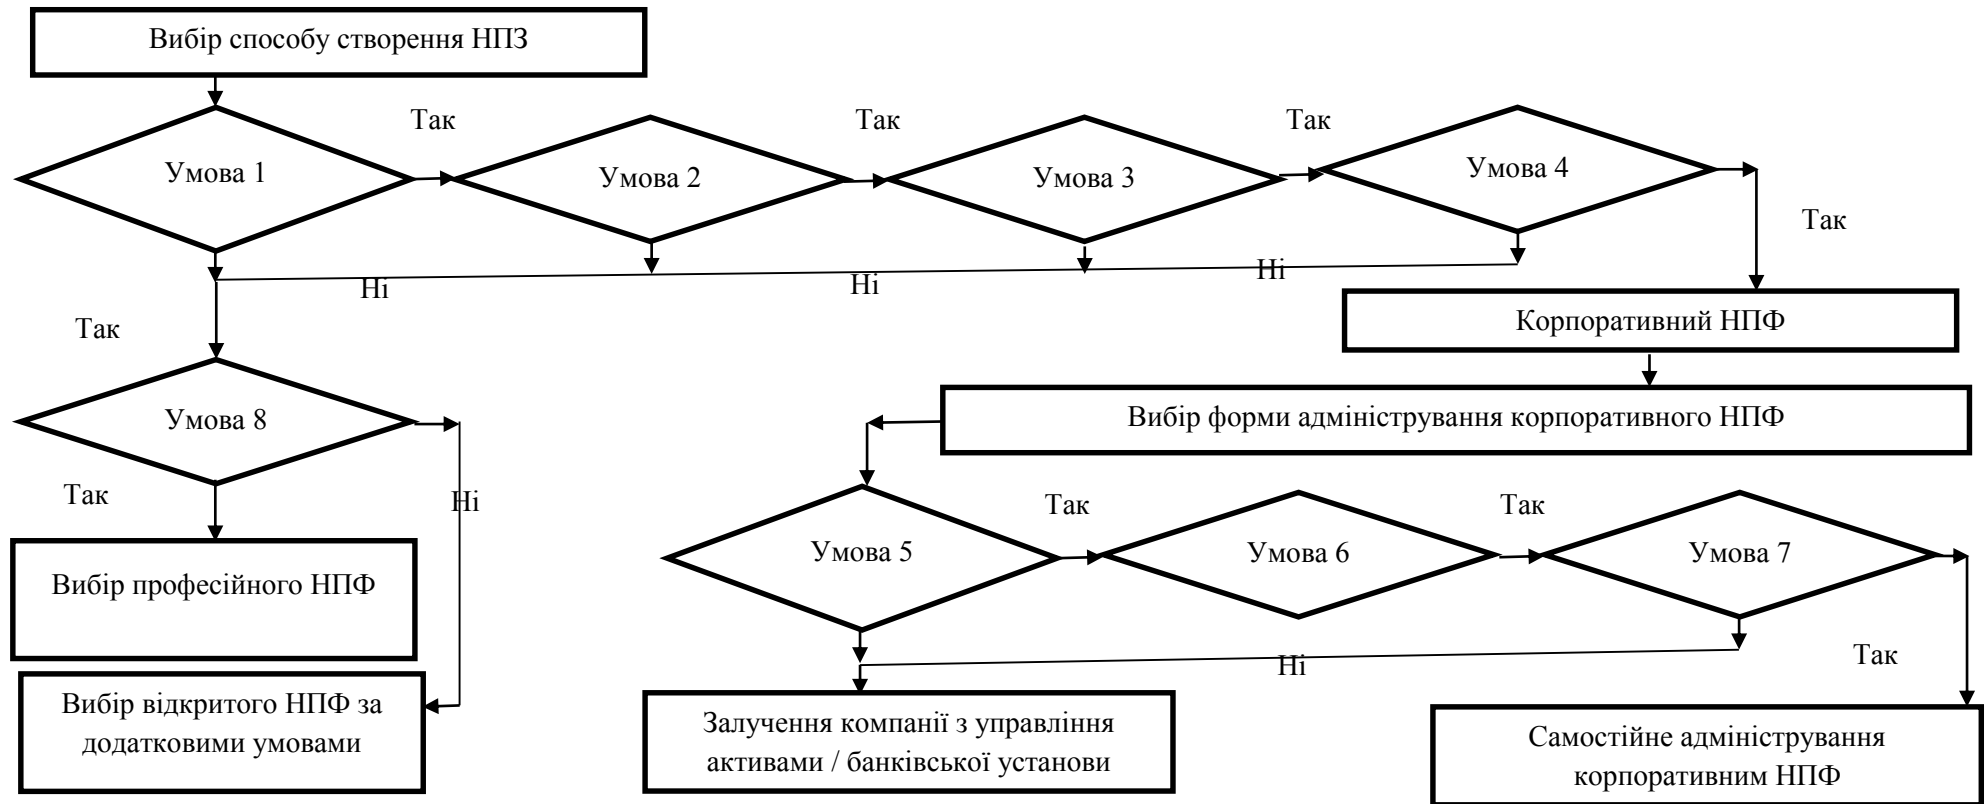 Вибір способу створення НПЗ
Так
Так
Так
Умова 1
Умова 2
Умова 3
Умова 4
Так
Ні
Ні
Ні
Так
Корпоративний НПФ
Умова 8
Вибір форми адміністрування корпоративного НПФ
Так
Ні
Так
Так
Умова 5
Умова 6
Умова 7
Вибір професійного НПФ
Ні
Так
Вибір відкритого НПФ за
додатковими умовами
Залучення компанії з управління
активами / банківської установи
Самостійне адміністрування
корпоративним НПФ